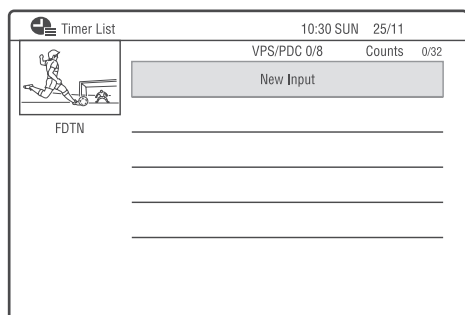 Timer List 10:30 SUN 25/11
VPS/PDC 0/8 Counts 0/32
New Input
FDTN